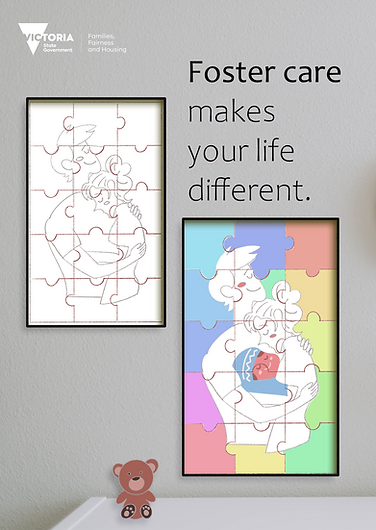 VICTORIA
State
Government
Families,
Fairness
and Housing
Foster care
makes
your life
different.